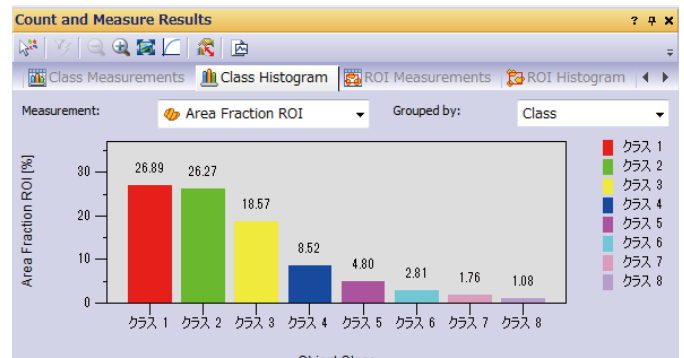 Count and Measure Results
Class Measurements Class Histogram ROI Measurements ROI Histogram
Measurement: Area Fraction ROI Grouped by: Class
Area Fraction ROI [%]
30
20
10
0
26.89 26.27 18.57 8.52 4.80 2.81 1.76 1.08
クラス 1 クラス 2 クラス 3 クラス 4 クラス 5 クラス 6 クラス 7 クラス 8
クラス 1
クラス 2
クラス 3
クラス 4
クラス 5
クラス 6
クラス 7
クラス 8